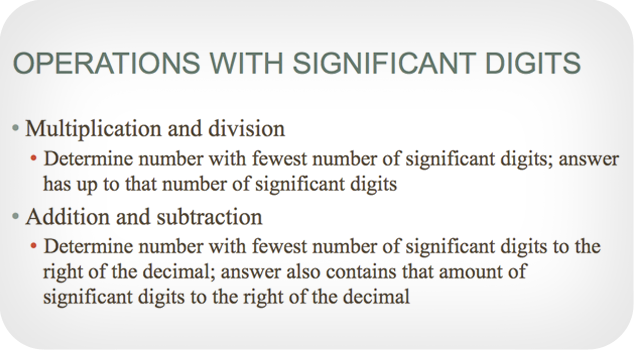 OPERATIONS WITH SIGNIFICANT DIGITS
• Multiplication and division
• Determine number with fewest number of significant digits; answer
has up to that number of significant digits
• Addition and subtraction
• Determine number with fewest number of significant digits to the
right of the decimal; answer also contains that amount of
significant digits to the right of the decimal